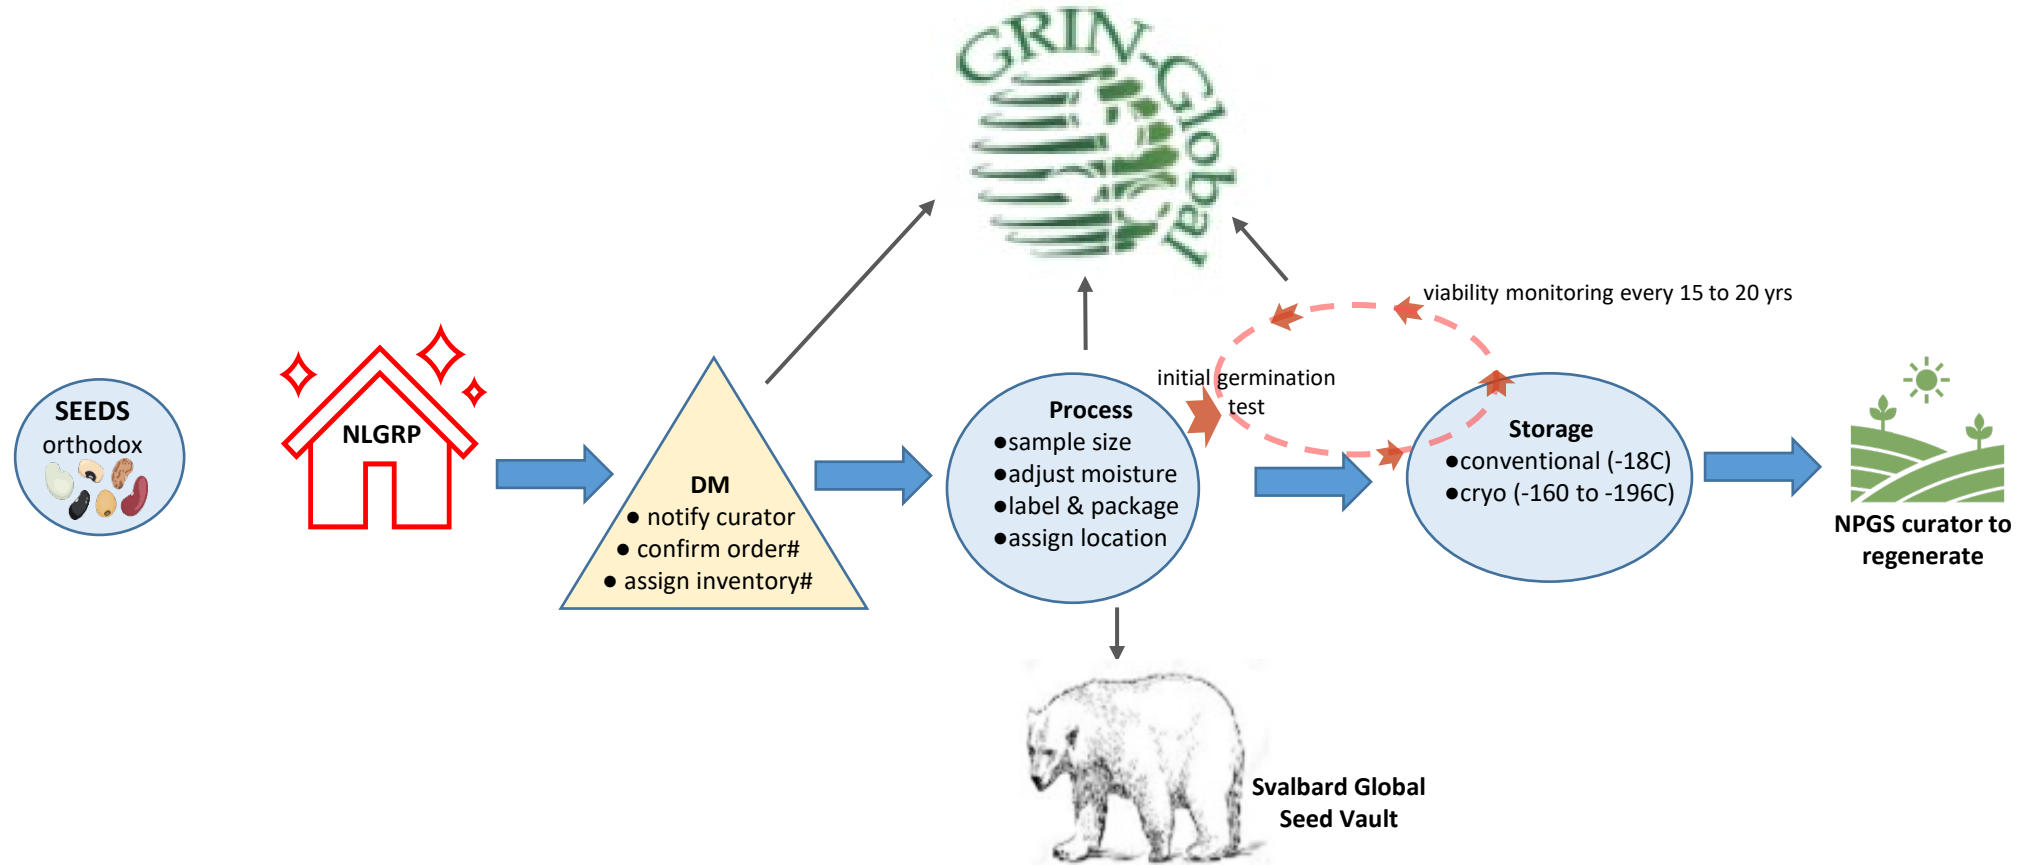 GRIN-Global
viability monitoring every 15 to 20 yrs
initial germination
test
SEEDS
orthodox
NLGRP
DM
● notify curator
● confirm order#
● assign inventory#
Process
●sample size
●adjust moisture
●label & package
●assign location
Storage
●conventional (-18C)
●cryo (-160 to -196C)
NPGS curator to
regenerate
Svalbard Global
Seed Vault